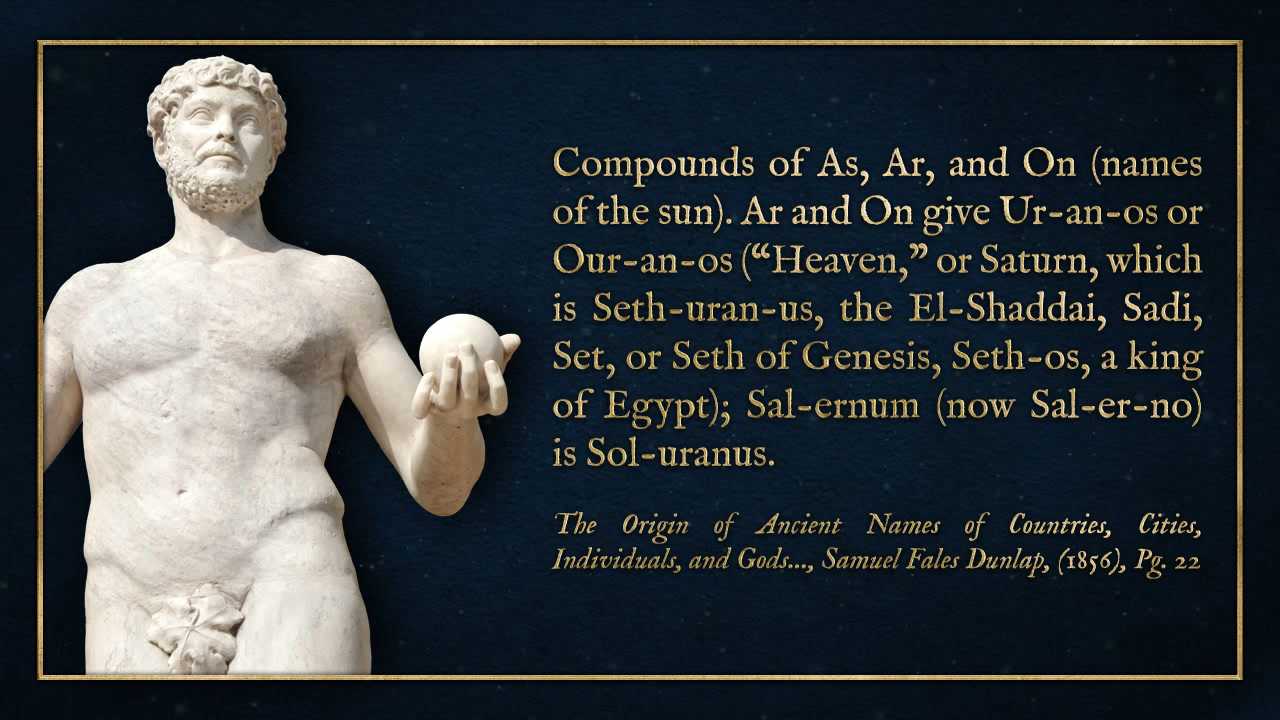 Compounds of As, Ar, and On (names
of the sun). Ar and On give Ur-an-os or
Our-an-os (“Heaven,” or Saturn, which
is Seth-uran-us, the El-Shaddai, Sadi,
Set, or Seth of Genesis, Seth-os, a king
of Egypt); Sal-ernum (now Sal-er-no)
is Sol-uranus.
The Origin of Ancient Names of Countries, Cities,
Individuals, and Gods..., Samuel Fales Dunlap, (1856), Pg. 22